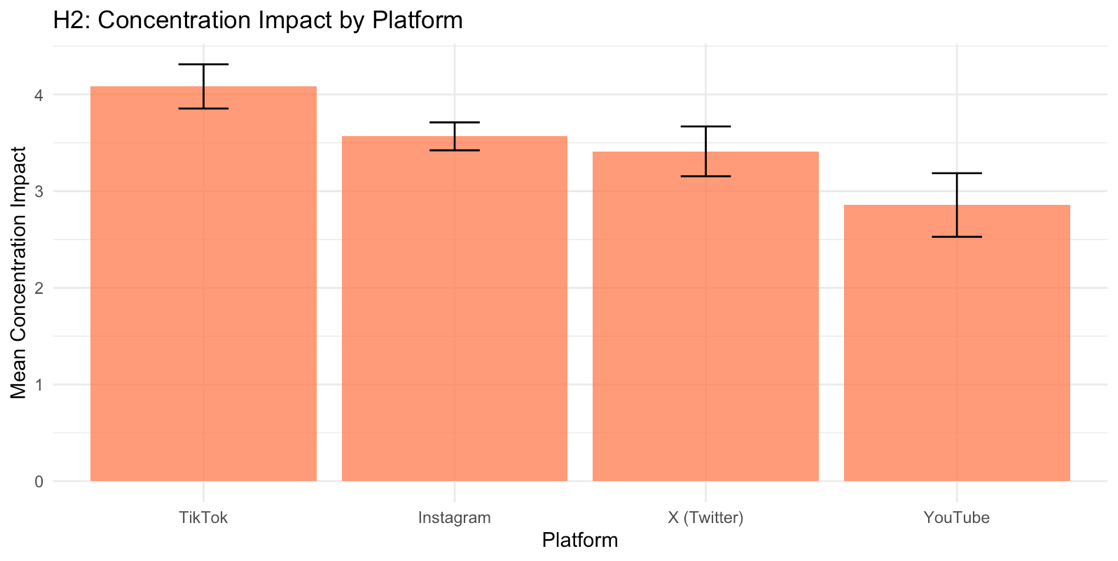 H2: Concentration Impact by Platform
Mean Concentration Impact
4
3
2
1
0
TikTok
Instagram
X (Twitter)
YouTube
Platform